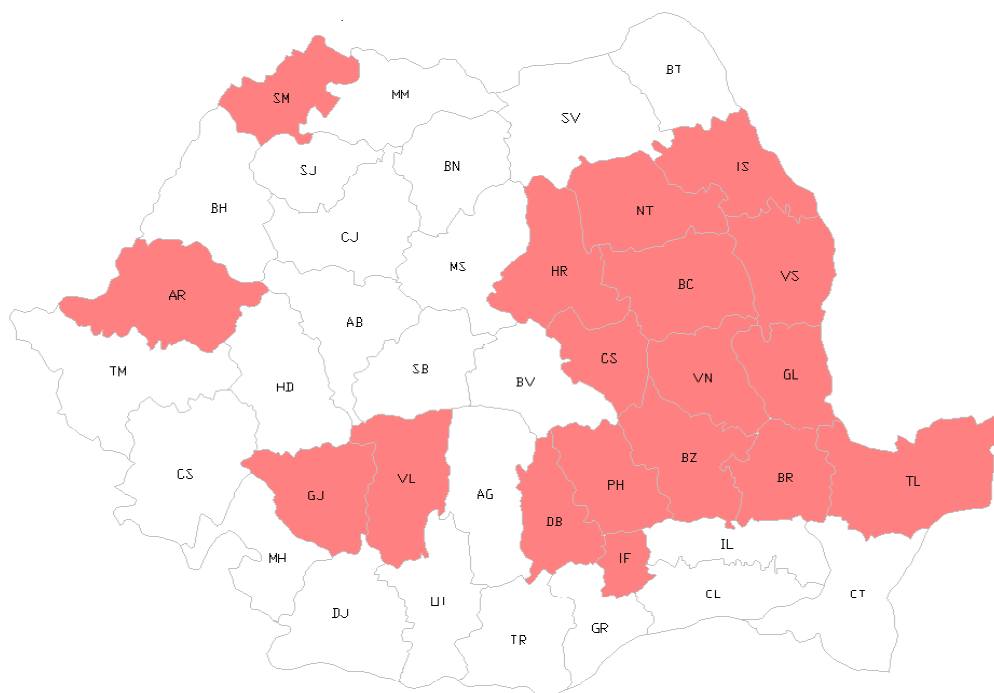 BT
SM
MM
SV
SJ
BN
IS
BH
NT
CJ
MS
HR
VS
BC
AR
AB
CS
TM
SB
GL
VN
BV
HD
BZ
CS
VL
BR
TL
PH
GJ
AG
DB
IL
MH
IF
CL
CT
DJ
GR
TR